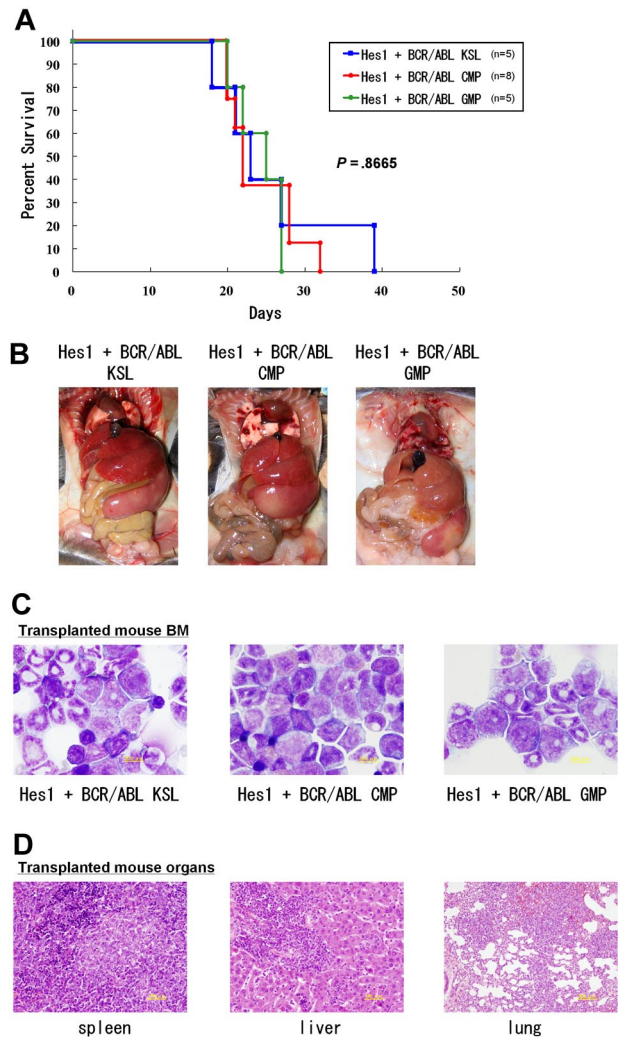 A
Percent Survival
100
90
80
70
60
50
40
30
20
10
0
0 10 20 30 40 50
Days
Hes1 + BCR/ABL KSL (n=5)
Hes1 + BCR/ABL CMP (n=8)
Hes1 + BCR/ABL GMP (n=5)
P = .8665
B
Hes1 + BCR/ABL
KSL
Hes1 + BCR/ABL
CMP
Hes1 + BCR/ABL
GMP
C
Transplanted mouse BM
Hes1 + BCR/ABL KSL
Hes1 + BCR/ABL CMP
Hes1 + BCR/ABL GMP
D
Transplanted mouse organs
spleen
liver
lung